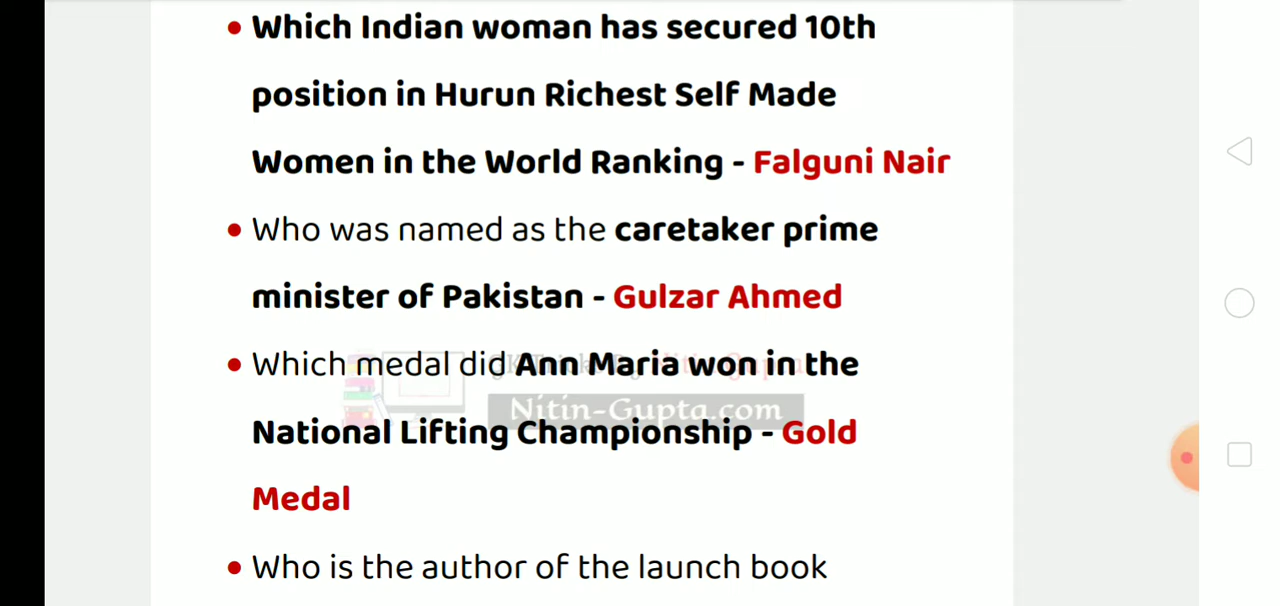 Which Indian woman has secured 10th
position in Hurun Richest Self Made
Women in the World Ranking - Falguni Nair
Who was named as the caretaker prime
minister of Pakistan - Gulzar Ahmed
Which medal did Ann Maria won in the
Nitin-Gupta.com
National Lifting Championship - Gold
Medal
Who is the author of the launch book